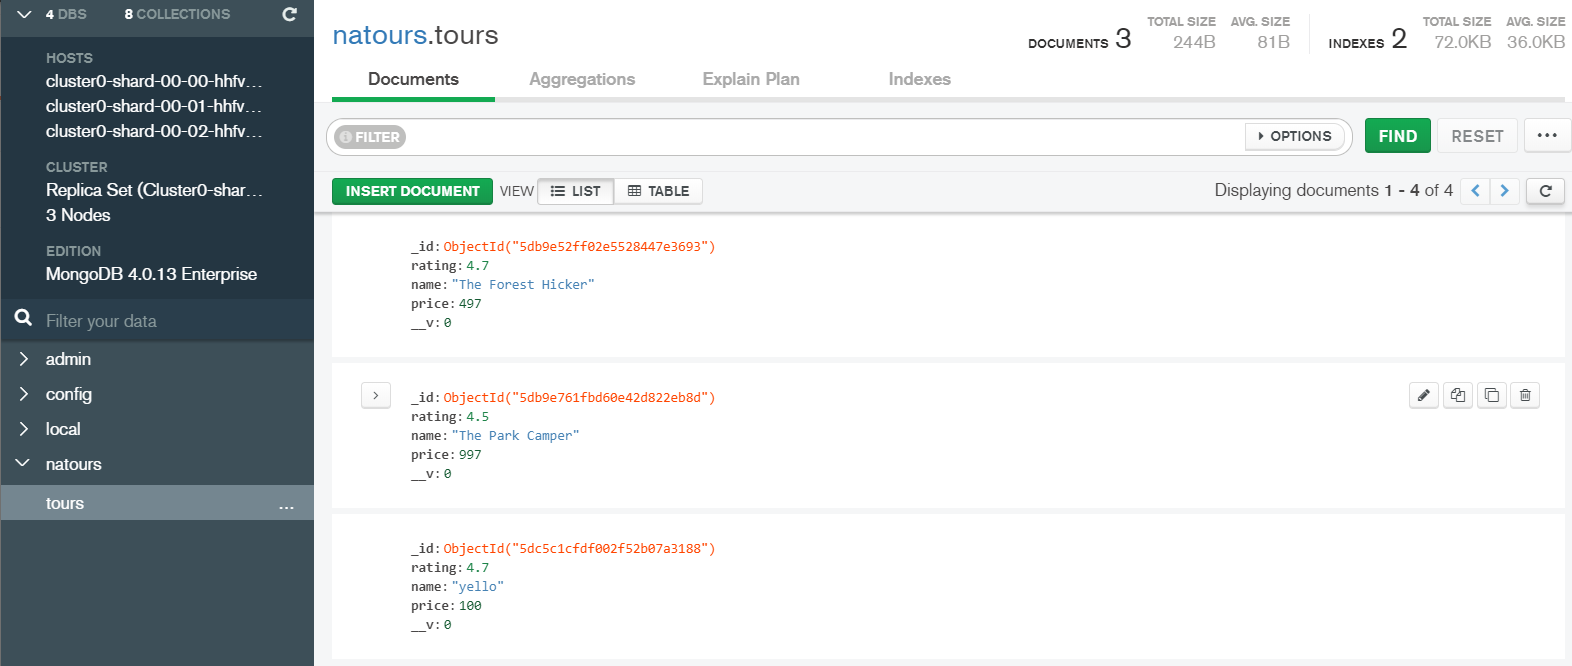 4 DBS 8 COLLECTIONS
HOSTS
cluster0-shard-00-00-hhfv...
cluster0-shard-00-01-hhfv...
cluster0-shard-00-02-hhfv...
CLUSTER
Replica Set (Cluster0-shar...
3 Nodes
EDITION
MongoDB 4.0.13 Enterprise
Filter your data
admin
config
local
natours
tours
...
natours.tours
DOCUMENTS 3
TOTAL SIZE
244B
AVG. SIZE
81B
INDEXES 2
TOTAL SIZE
72.0KB
AVG. SIZE
36.0KB
Documents Aggregations Explain Plan Indexes
FILTER
OPTIONS
FIND
RESET
...
INSERT DOCUMENT VIEW LIST TABLE
Displaying documents 1 - 4 of 4
_id: ObjectId("5db9e52ff02e5528447e3693")
rating: 4.7
name: "The Forest Hicker"
price: 497
__v: 0
_id: ObjectId("5db9e761fbd60e42d822eb8d")
rating: 4.5
name: "The Park Camper"
price: 997
__v: 0
_id: ObjectId("5dc5c1cfdf002f52b07a3188")
rating: 4.7
name: "yello"
price: 100
__v: 0